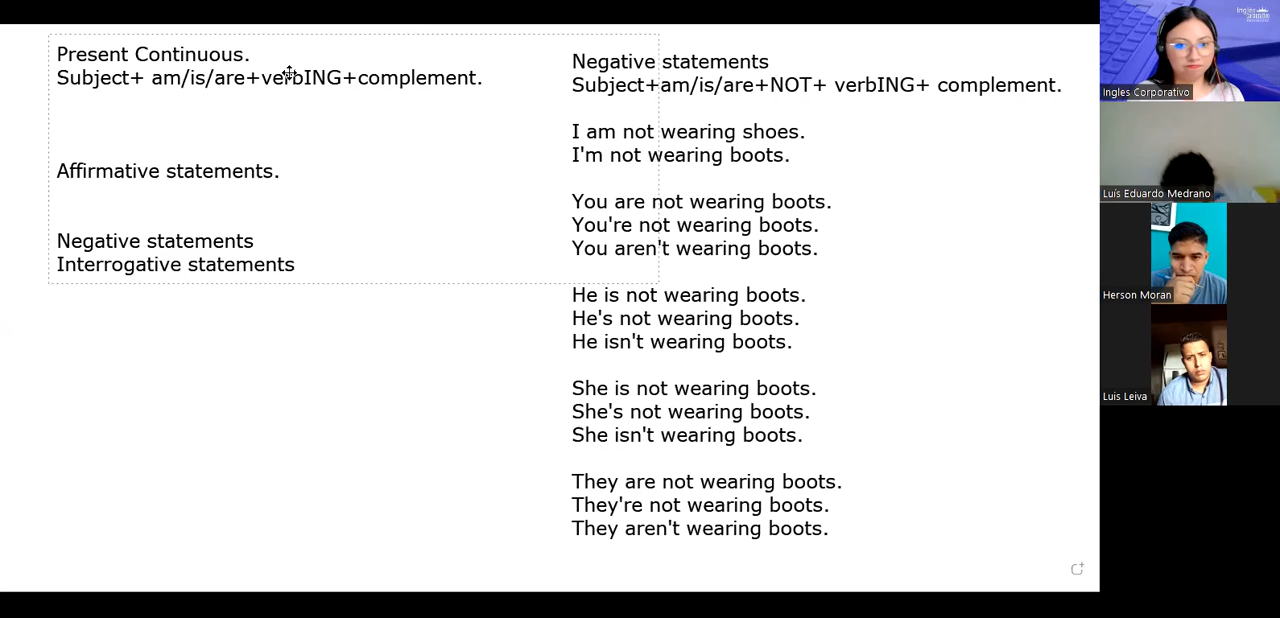 Present Continuous.
Subject+ am/is/are+verbING+complement.
Affirmative statements.
Negative statements
Interrogative statements
Negative statements
Subject+am/is/are+NOT+ verbING+ complement.
I am not wearing shoes.
I'm not wearing boots.
You are not wearing boots.
You're not wearing boots.
You aren't wearing boots.
He is not wearing boots.
He's not wearing boots.
He isn't wearing boots.
She is not wearing boots.
She's not wearing boots.
She isn't wearing boots.
They are not wearing boots.
They're not wearing boots.
They aren't wearing boots.
Ingles Corporativo
Luís Eduardo Medrano
Herson Moran
Luis Leiva